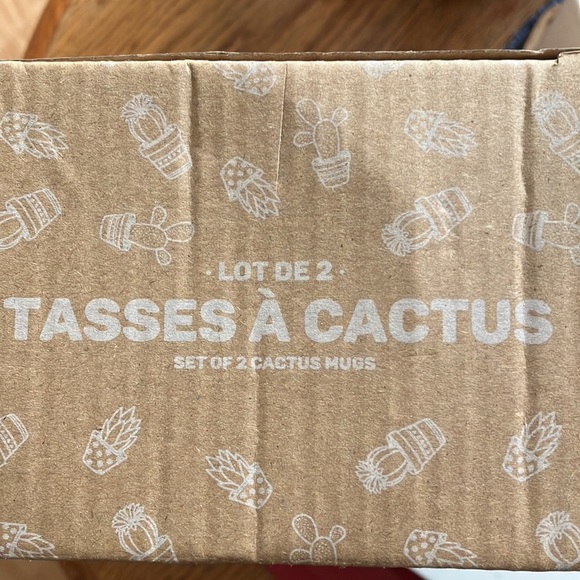 · LOT DE 2 ·
TASSES À CACTUS
SET OF 2 CACTUS MUGS